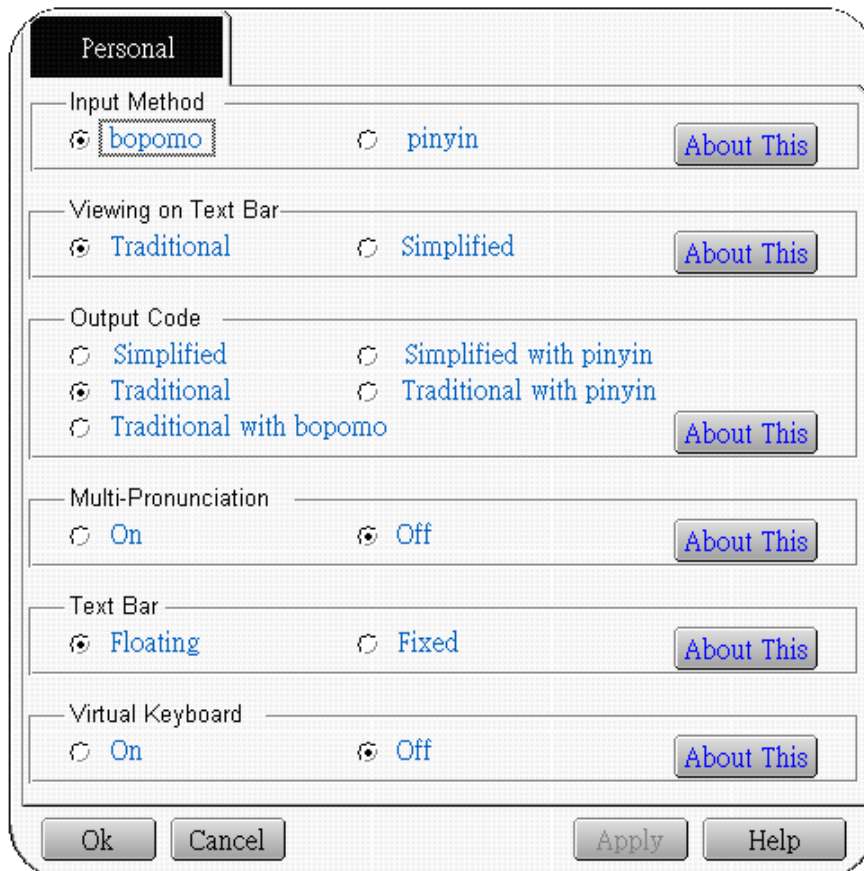 Personal
Input Method
bopomo pinyin About This
Viewing on Text Bar
Traditional Simplified About This
Output Code
Simplified Simplified with pinyin
Traditional Traditional with pinyin
Traditional with bopomo About This
Multi-Pronunciation
On Off About This
Text Bar
Floating Fixed About This
Virtual Keyboard
On Off About This
Ok Cancel Apply Help